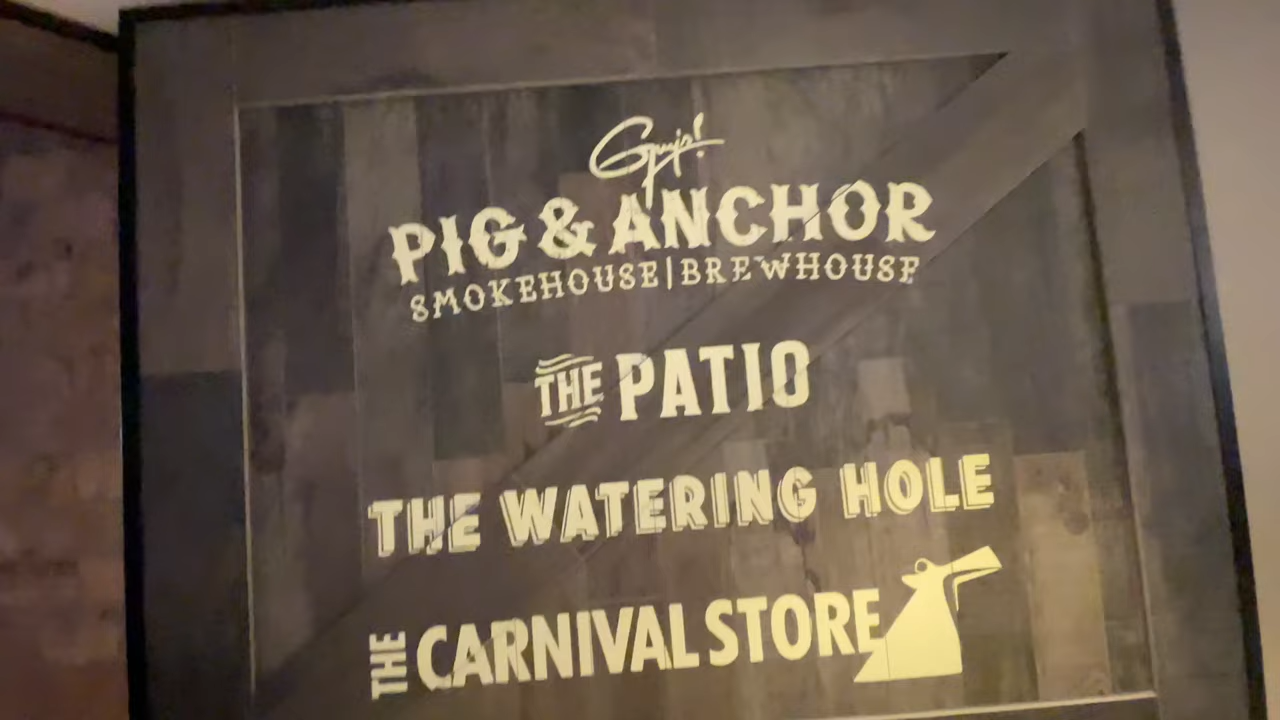 Guy's!
PIG & ANCHOR
SMOKEHOUSE|BREWHOUSE
THE PATIO
THE WATERING HOLE
THE CARNIVAL STORE